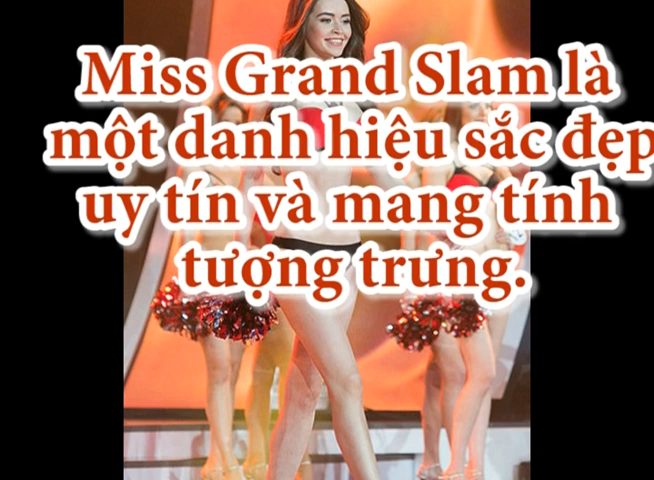 Miss Grand Slam là
một danh hiệu sắc đẹp
uy tín và mang tính
tượng trưng.